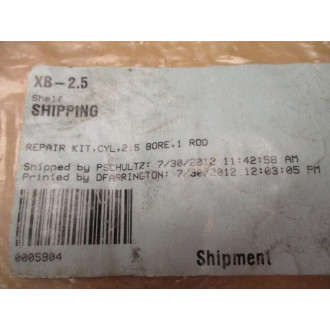 XB-2.5
Shelf
SHIPPING
REPAIR KIT,CYL,2.5 BORE,1 ROD
Shipped by PSCHULTZ: 7/30/2012 11:42:58 AM
Printed by DFARRINGTON: 7/30/2012 12:03:05 PM
0005904
Shipment